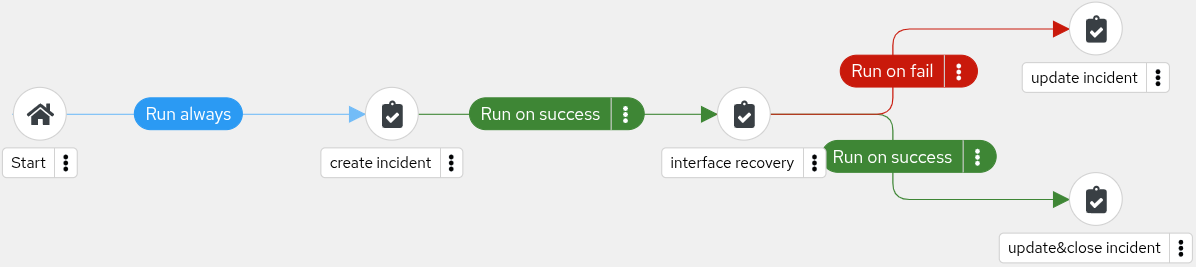 Run on fail
update incident
Run always
Run on success
Start
create incident
interface recovery
Run on success
update&close incident